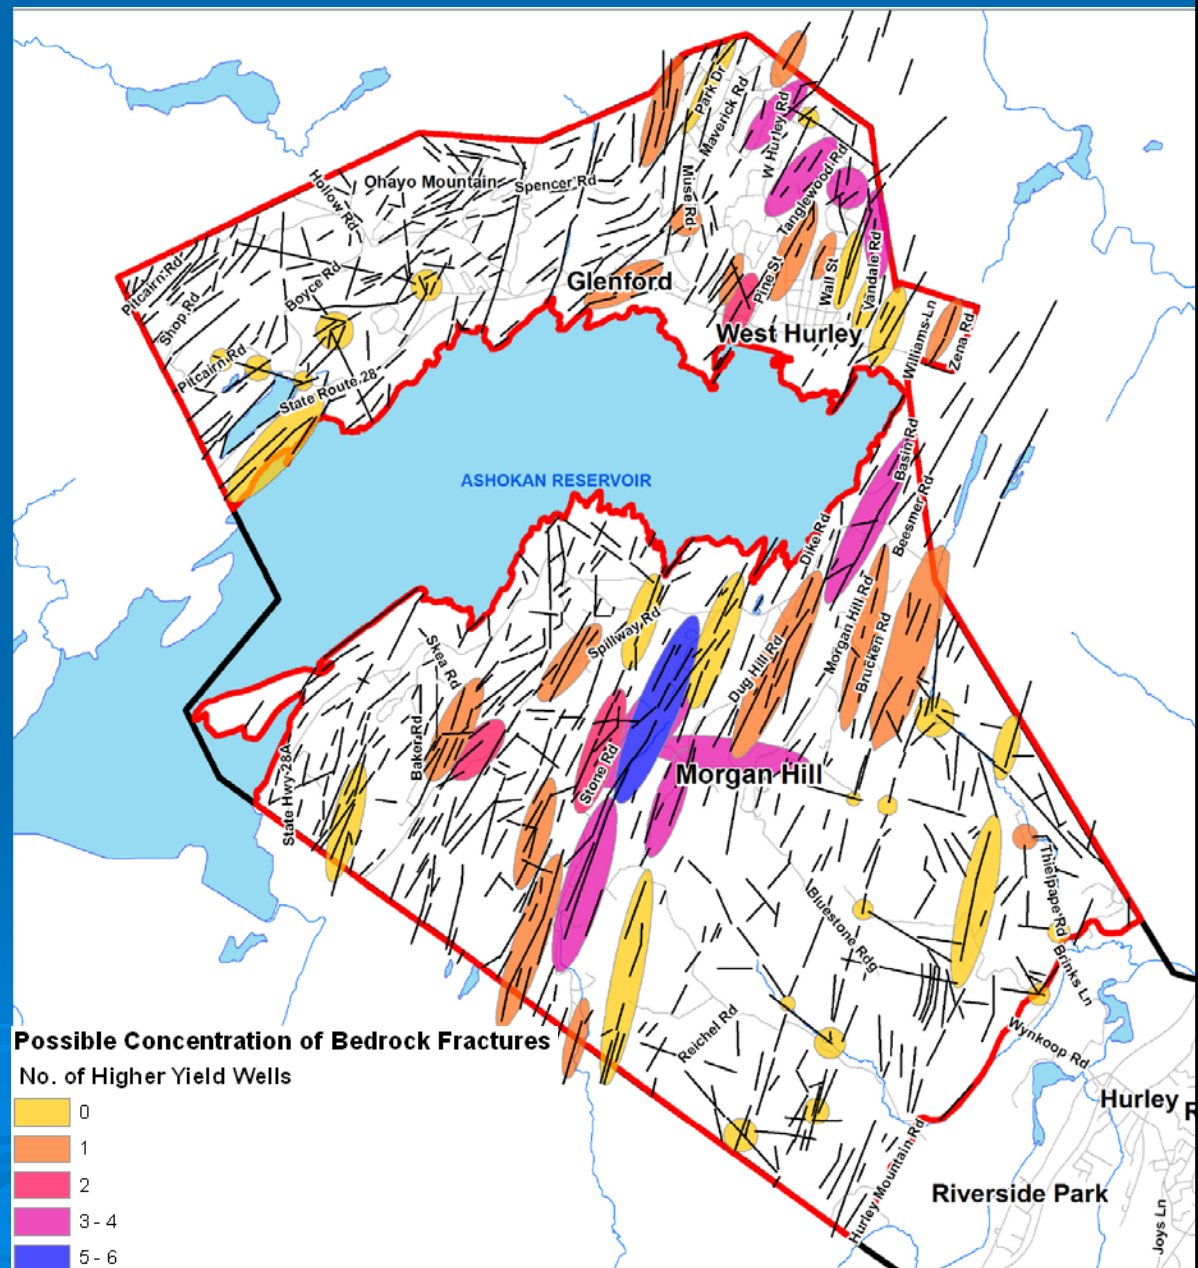 Park Dr
Maverick Rd
W Hurley Rd
Hollow Rd
Ohayo Mountain
Spencer Rd
Muse Rd
Tanglewood Rd
Pitcairn Rd
Shop Rd
Boyce Rd
Glenford
Pine St
Wall St
Vandale Rd
West Hurley
Williams Ln
Zena Rd
Pitcairn Rd
State Route 28
ASHOKAN RESERVOIR
Basin Rd
Beesmer Rd
Dike Rd
Spillway Rd
Skea Rd
Dug Hill Rd
Morgan Hill Rd
Brucken Rd
Baker Rd
Stone Rd
State Hwy 28A
Morgan Hill
Thielpape Rd
Bluestone Rdg
Brinks Ln
Reichel Rd
Wynkoop Rd
Hurley
R
Hurley Mountain Rd
Riverside Park
Joys Ln
Possible Concentration of Bedrock Fractures
No. of Higher Yield Wells
0
1
2
3 - 4
5 - 6